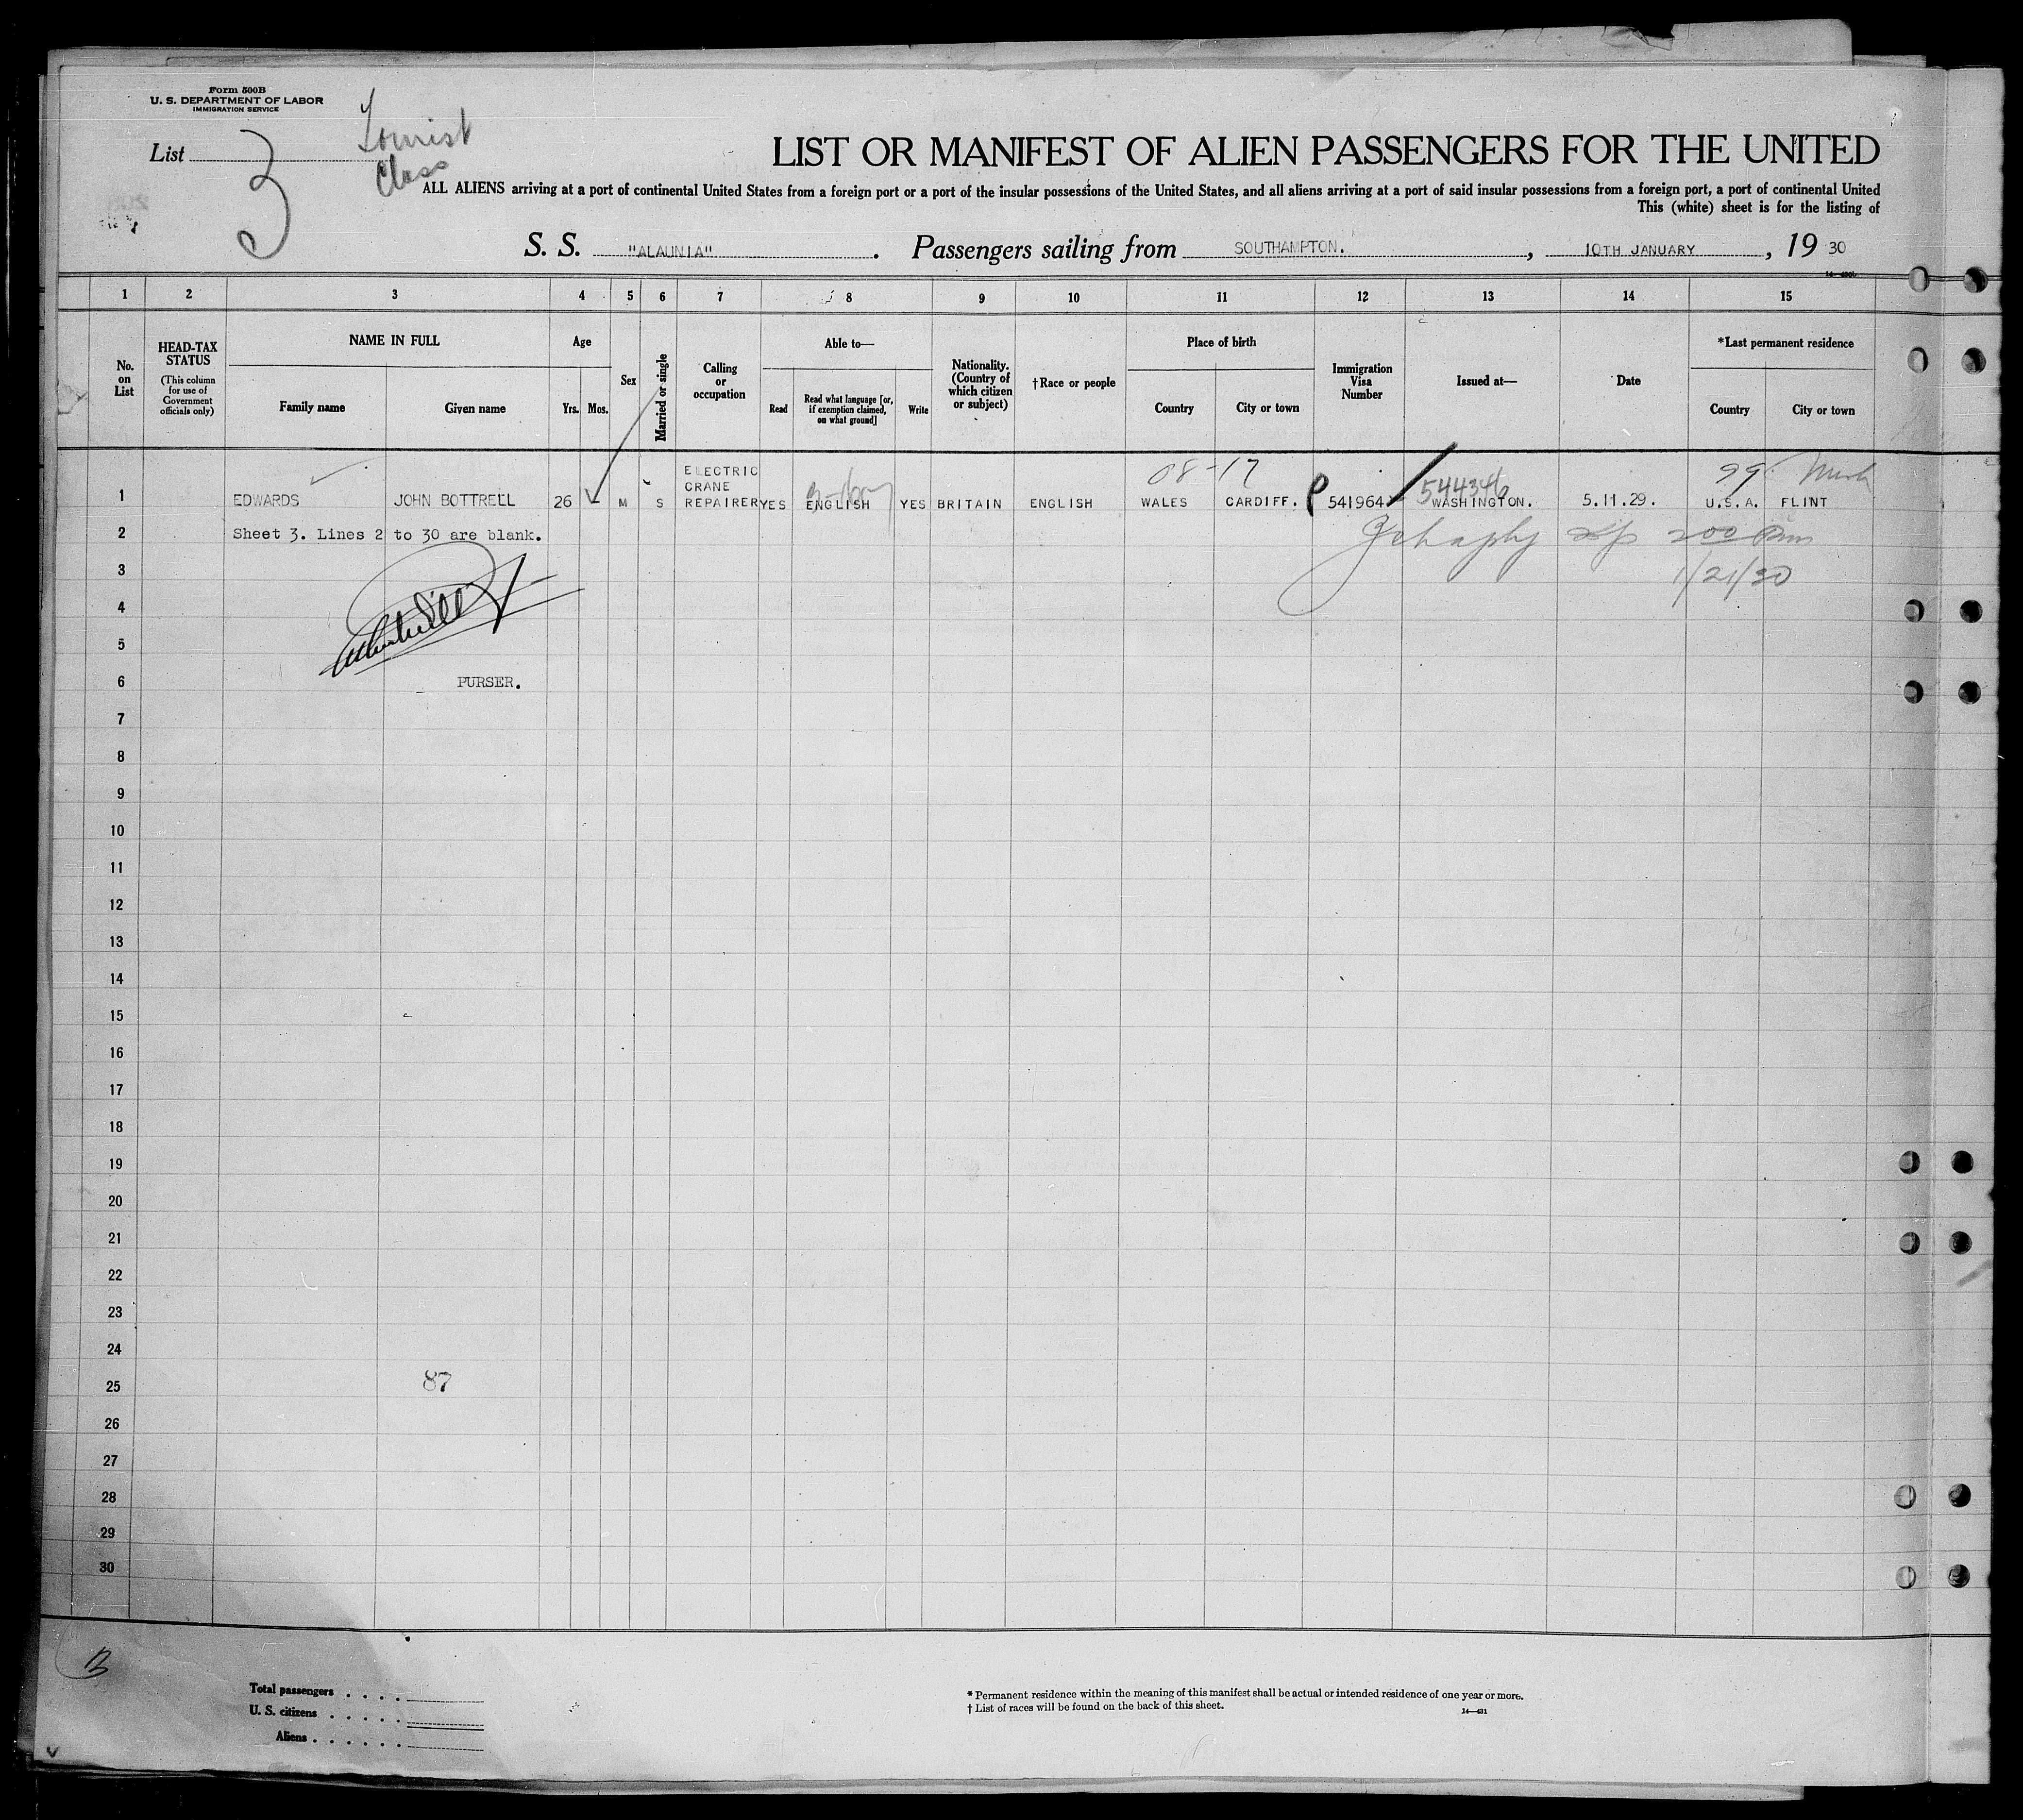 Form 500B
U. S. DEPARTMENT OF LABOR
IMMIGRATION SERVICE
List 3
Tourist
Class
LIST OR MANIFEST OF ALIEN PASSENGERS FOR THE UNITED
ALL ALIENS arriving at a port of continental United States from a foreign port or a port of the insular possessions of the United States, and all aliens arriving at a port of said insular possessions from a foreign port, a port of continental United
This (white) sheet is for the listing of
S. S. "ALAUNIA" . Passengers sailing from SOUTHAMPTON. , 10TH JANUARY , 19 30
1 2 3 4 5 6 7 8 9 10 11 12 13 14 15
No. on List
HEAD-TAX STATUS
(This column for use of Government officials only)
NAME IN FULL
Family name Given name
Age
Yrs. Mos.
Sex
Married or single
Calling or occupation
Able to—
Read
Read what language [or, if exemption claimed, on what ground]
Write
Nationality. (Country of which citizen or subject)
†Race or people
Place of birth
Country City or town
Immigration Visa Number
Issued at—
Date
*Last permanent residence
Country City or town
08-17 99
544346
1 EDWARDS JOHN BOTTRELL 26 M S ELECTRIC CRANE REPAIRER YES ENGLISH YES BRITAIN ENGLISH WALES CARDIFF. 541964 WASHINGTON. 5.11.29. U.S.A. FLINT
2 Sheet 3. Lines 2 to 30 are blank.
3 1/21/30
4
5
6 PURSER.
7
8
9
10
11
12
13
14
15
16
17
18
19
20
21
22
23
24
25 87
26
27
28
29
30
Total passengers . . . .
U. S. citizens . . . . .
Aliens . . . . . .
* Permanent residence within the meaning of this manifest shall be actual or intended residence of one year or more.
† List of races will be found on the back of this sheet.
14—431